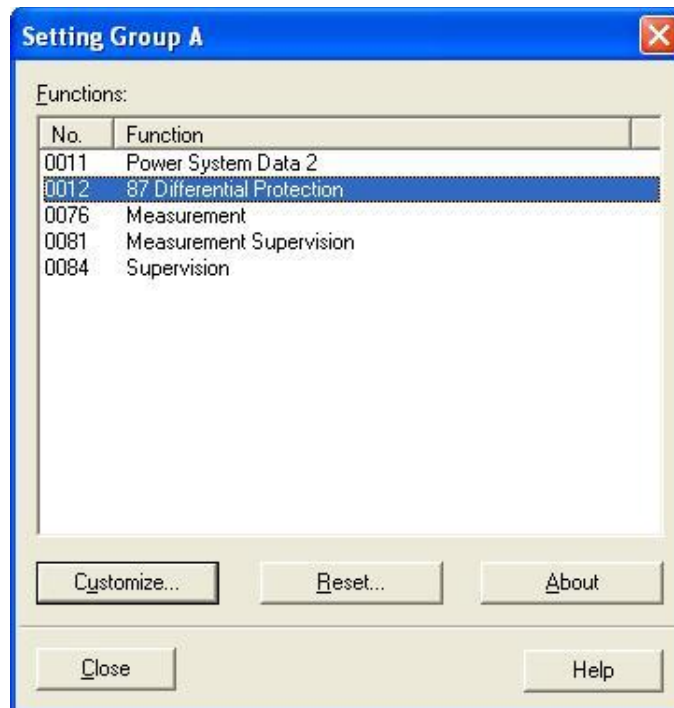 Setting Group A
Functions:
No. Function
0011 Power System Data 2
0012 87 Differential Protection
0076 Measurement
0081 Measurement Supervision
0084 Supervision
Customize... Reset... About
Close Help